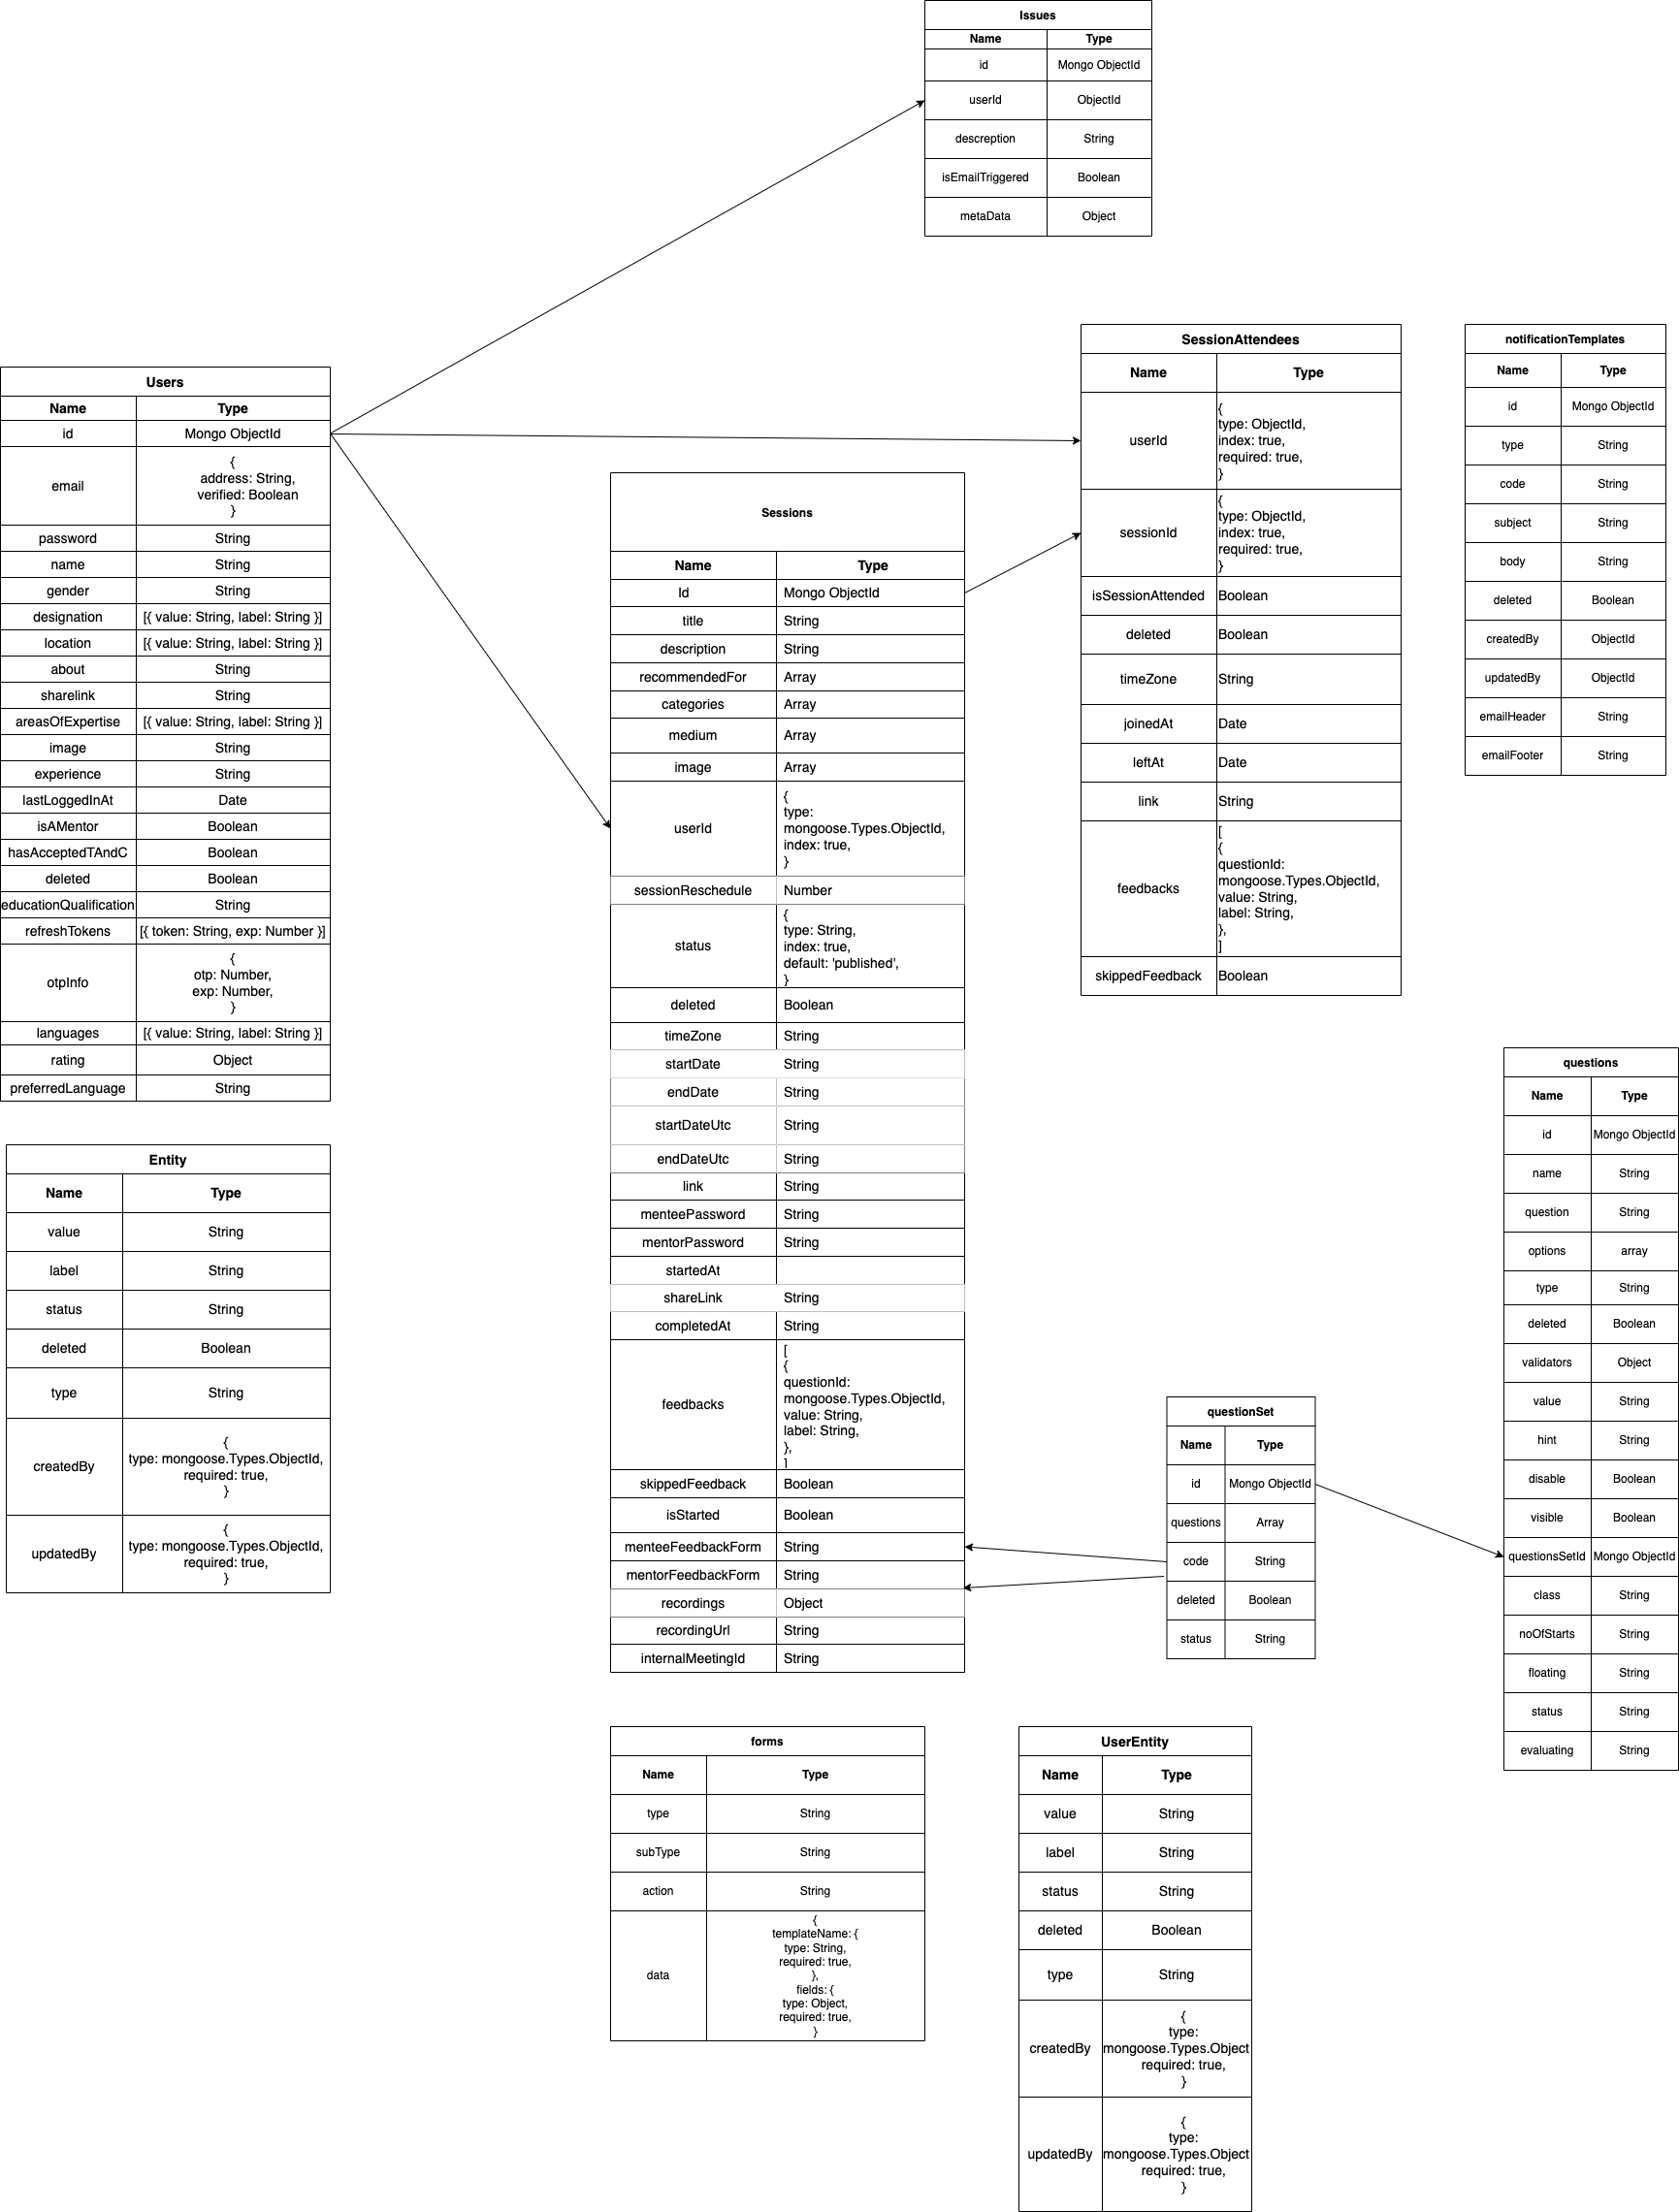 Issues
Name Type
id Mongo ObjectId
userId ObjectId
descreption String
isEmailTriggered Boolean
metaData Object
Users
Name Type
id Mongo ObjectId
email {
address: String,
verified: Boolean
}
password String
name String
gender String
designation [{ value: String, label: String }]
location [{ value: String, label: String }]
about String
sharelink String
areasOfExpertise [{ value: String, label: String }]
image String
experience String
lastLoggedInAt Date
isAMentor Boolean
hasAcceptedTAndC Boolean
deleted Boolean
educationQualification String
refreshTokens [{ token: String, exp: Number }]
otpInfo {
otp: Number,
exp: Number,
}
languages [{ value: String, label: String }]
rating Object
preferredLanguage String
Entity
Name Type
value String
label String
status String
deleted Boolean
type String
createdBy {
type: mongoose.Types.ObjectId,
required: true,
}
updatedBy {
type: mongoose.Types.ObjectId,
required: true,
}
Sessions
Name Type
Id Mongo ObjectId
title String
description String
recommendedFor Array
categories Array
medium Array
image Array
userId {
type:
mongoose.Types.ObjectId,
index: true,
}
sessionReschedule Number
status {
type: String,
index: true,
default: 'published',
}
deleted Boolean
timeZone String
startDate String
endDate String
startDateUtc String
endDateUtc String
link String
menteePassword String
mentorPassword String
startedAt
shareLink String
completedAt String
feedbacks [
{
questionId:
mongoose.Types.ObjectId,
value: String,
label: String,
},
]
skippedFeedback Boolean
isStarted Boolean
menteeFeedbackForm String
mentorFeedbackForm String
recordings Object
recordingUrl String
internalMeetingId String
SessionAttendees
Name Type
userId {
type: ObjectId,
index: true,
required: true,
}
sessionId {
type: ObjectId,
index: true,
required: true,
}
isSessionAttended Boolean
deleted Boolean
timeZone String
joinedAt Date
leftAt Date
link String
feedbacks [
{
questionId:
mongoose.Types.ObjectId,
value: String,
label: String,
},
]
skippedFeedback Boolean
notificationTemplates
Name Type
id Mongo ObjectId
type String
code String
subject String
body String
deleted Boolean
createdBy ObjectId
updatedBy ObjectId
emailHeader String
emailFooter String
questions
Name Type
id Mongo ObjectId
name String
question String
options array
type String
deleted Boolean
validators Object
value String
hint String
disable Boolean
visible Boolean
questionsSetId Mongo ObjectId
class String
noOfStarts String
floating String
status String
evaluating String
questionSet
Name Type
id Mongo ObjectId
questions Array
code String
deleted Boolean
status String
forms
Name Type
type String
subType String
action String
data {
templateName: {
type: String,
required: true,
},
fields: {
type: Object,
required: true,
}
UserEntity
Name Type
value String
label String
status String
deleted Boolean
type String
createdBy {
type:
mongoose.Types.Object
required: true,
}
updatedBy {
type:
mongoose.Types.Object
required: true,
}